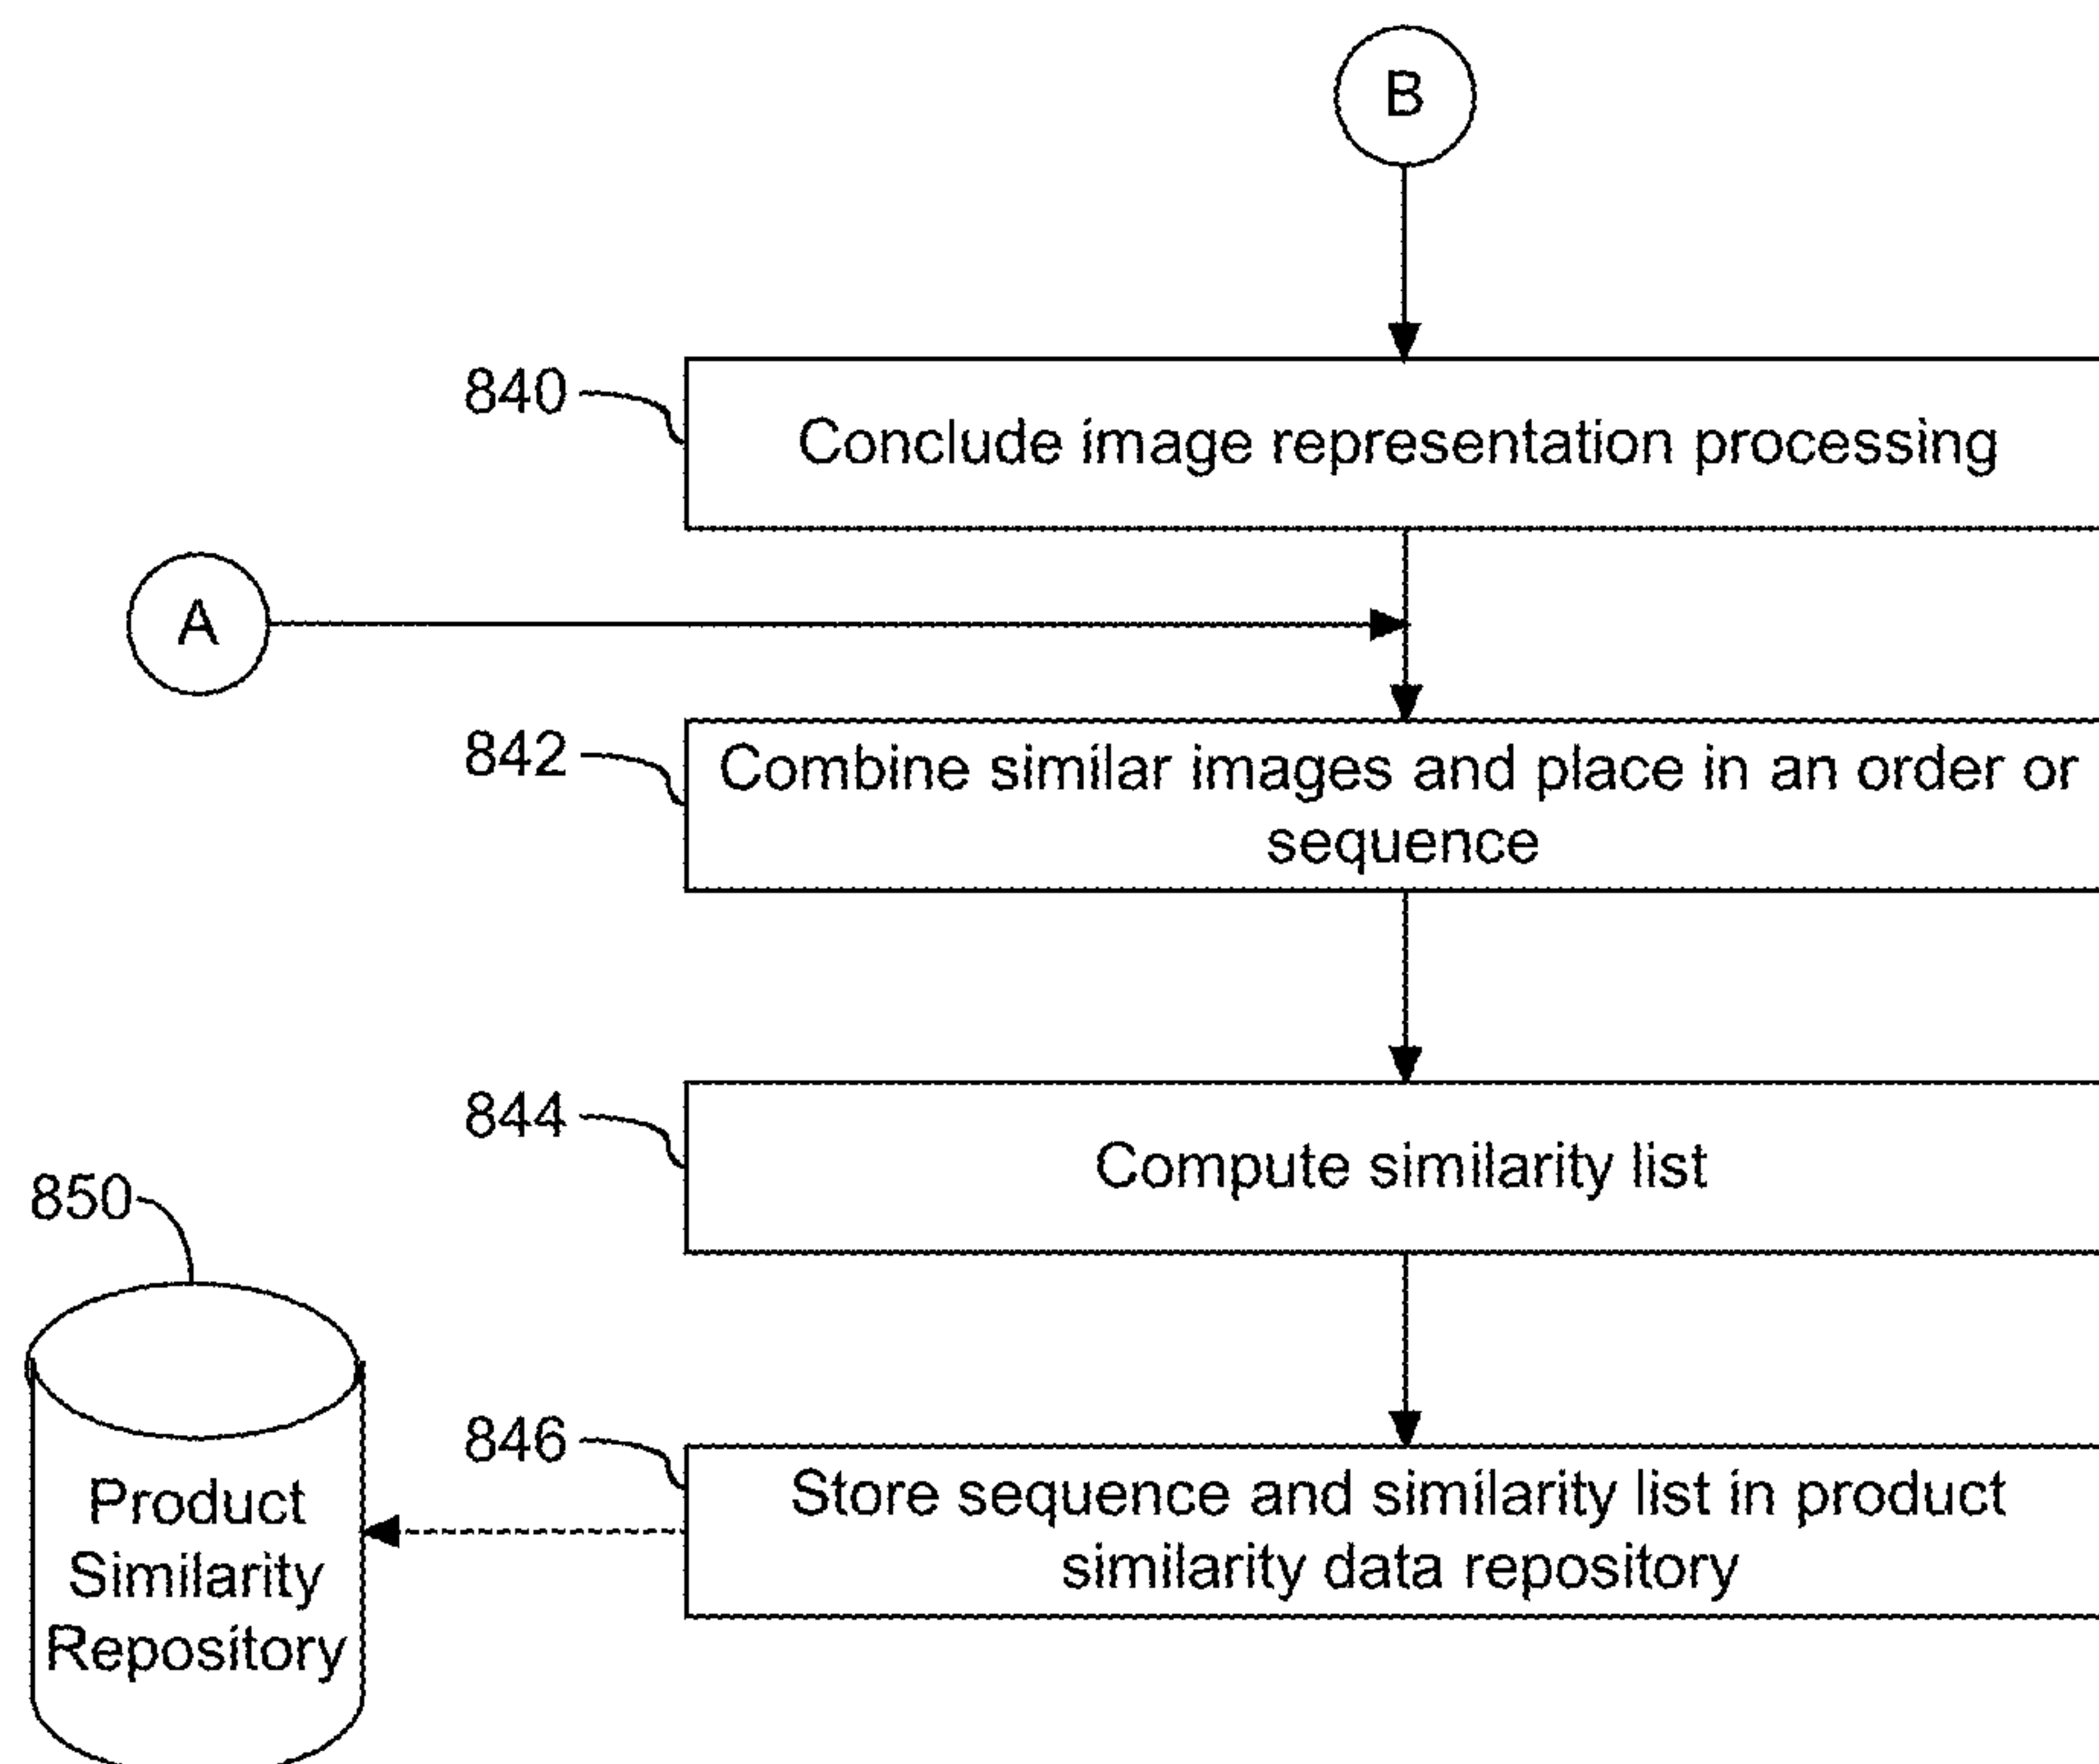 B
840
Conclude image representation processing
A
842
Combine similar images and place in an order or
sequence
844
Compute similarity list
850
846
Store sequence and similarity list in product
similarity data repository
Product
Similarity
Repository